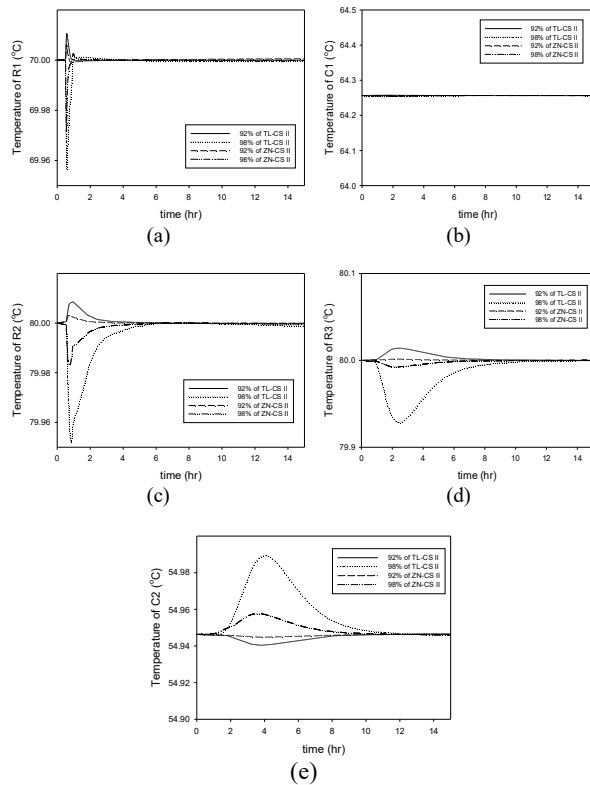 Temperature of R1 (°C)
70.00
69.98
69.96
92% of TL-CS II
98% of TL-CS II
92% of ZN-CS II
98% of ZN-CS II
0 2 4 6 8 10 12 14
time (hr)
(a)
Temperature of C1 (°C)
64.5
64.4
64.3
64.2
64.1
64.0
92% of TL-CS II
98% of TL-CS II
92% of ZN-CS II
98% of ZN-CS II
0 2 4 6 8 10 12 14
time (hr)
(b)
Temperature of R2 (°C)
80.00
79.98
79.96
92% of TL-CS II
98% of TL-CS II
92% of ZN-CS II
98% of ZN-CS II
0 2 4 6 8 10 12 14
time (hr)
(c)
Temperature of R3 (°C)
80.1
80.0
79.9
92% of TL-CS II
98% of TL-CS II
92% of ZN-CS II
98% of ZN-CS II
0 2 4 6 8 10 12 14
time (hr)
(d)
Temperature of C2 (°C)
54.98
54.96
54.94
54.92
54.90
92% of TL-CS II
98% of TL-CS II
92% of ZN-CS II
98% of ZN-CS II
0 2 4 6 8 10 12 14
time (hr)
(e)